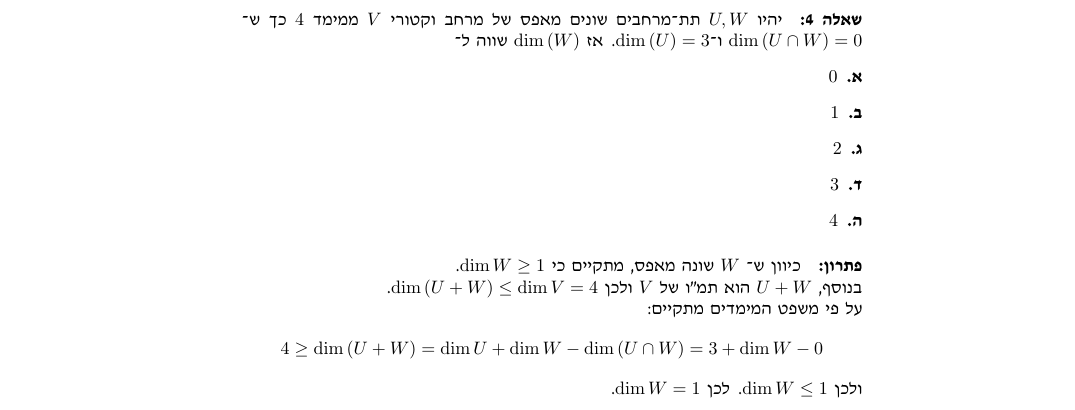 שאלה 4: יהיו U, W תת־מרחבים שונים מאפס של מרחב וקטורי V ממימד 4 כך ש־
dim (U ∩ W) = 0 ו־dim (U) = 3. אז dim (W) שווה ל־
א. 0
ב. 1
ג. 2
ד. 3
ה. 4
פתרון: כיוון ש־ W שונה מאפס, מתקיים כי dim W ≥ 1.
בנוסף, U + W הוא תמ"ו של V ולכן dim (U + W) ≤ dim V = 4.
על פי משפט המימדים מתקיים:
4 ≥ dim (U + W) = dim U + dim W − dim (U ∩ W) = 3 + dim W − 0
ולכן dim W ≤ 1. לכן dim W = 1.